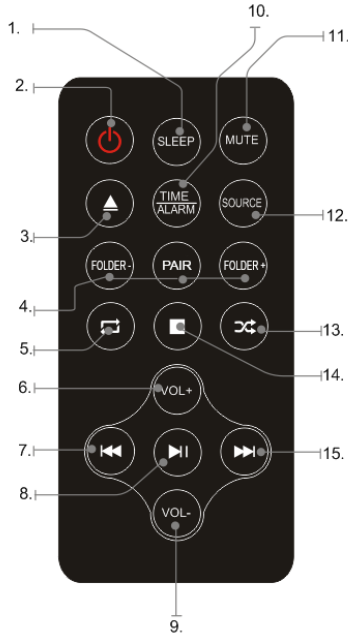 10.
1.
11.
2.
SLEEP
MUTE
TIME
ALARM
SOURCE
3.
12.
FOLDER-
PAIR
FOLDER+
4.
5.
13.
14.
6.
VOL+
7.
15.
8.
VOL-
9.